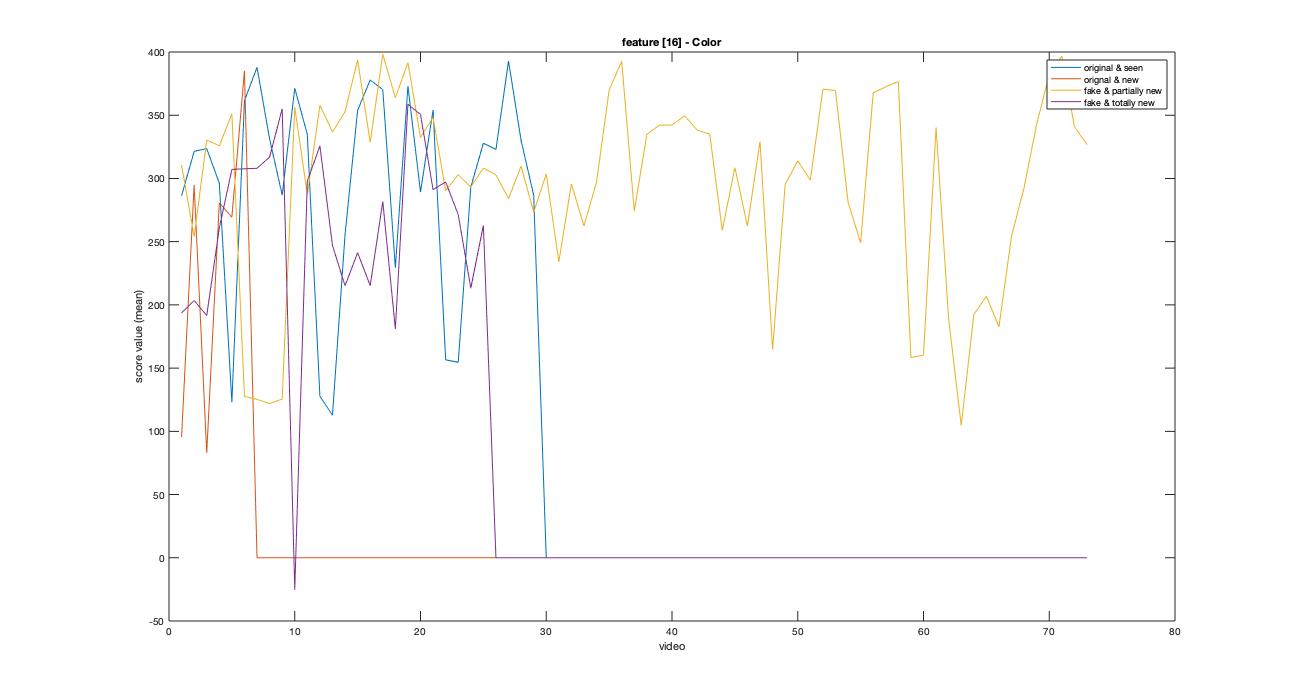 feature [16] - Color
400
350
300
250
200
150
100
50
0
-50
score value (mean)
original & seen
orignal & new
fake & partially new
fake & totally new
0 10 20 30 40 50 60 70 80
video